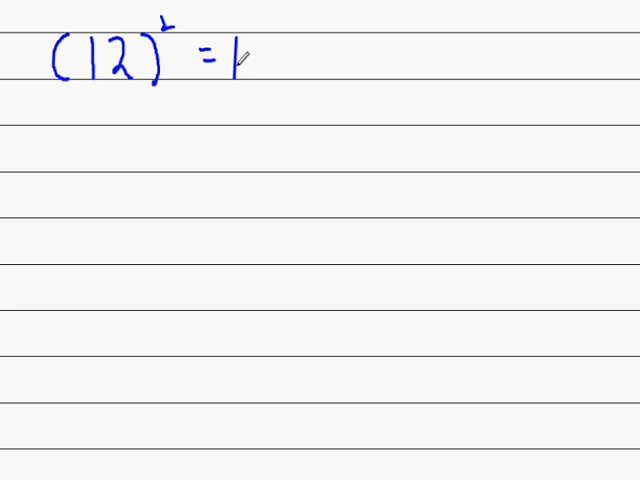 (12)² = 1